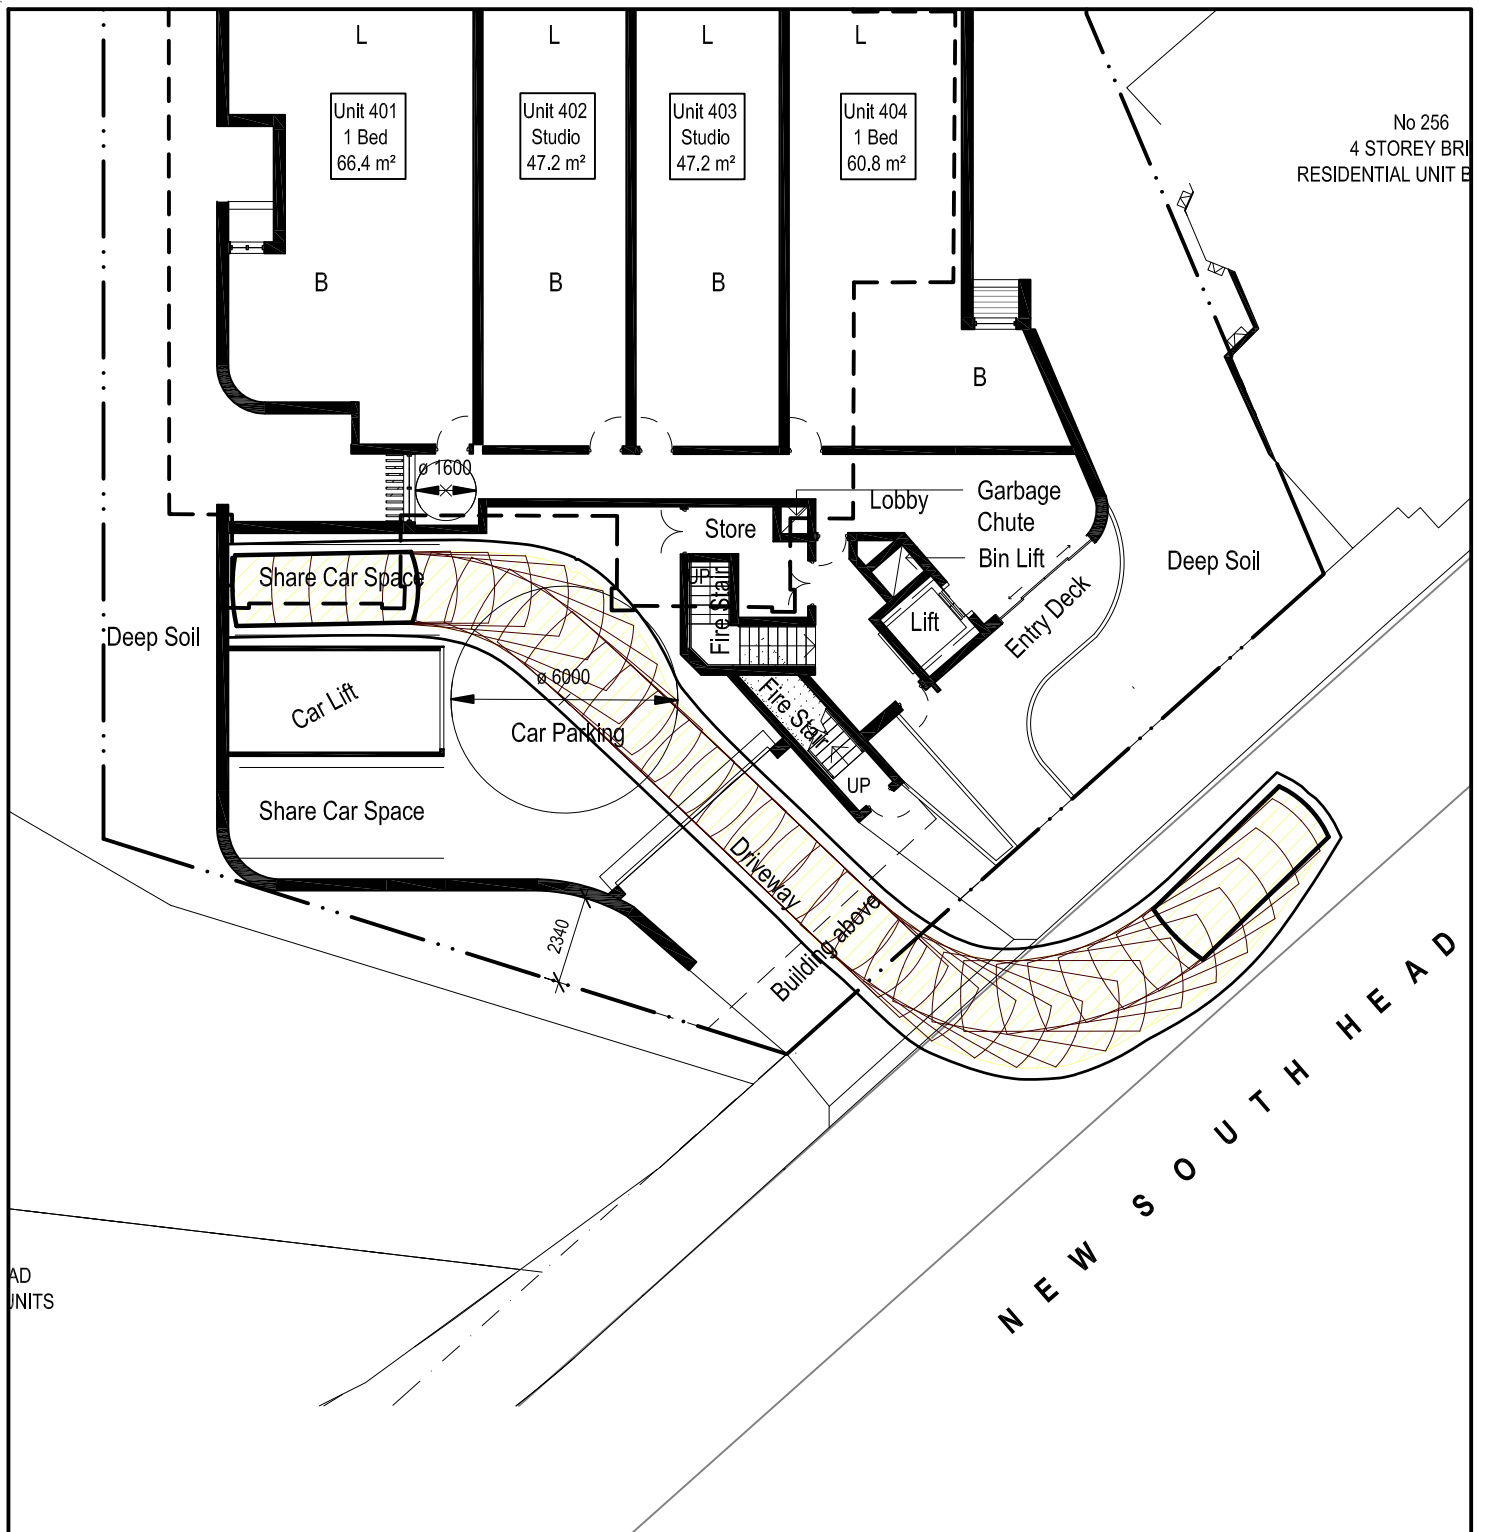 L
L
L
L
Unit 401
1 Bed
66.4 m²
Unit 402
Studio
47.2 m²
Unit 403
Studio
47.2 m²
Unit 404
1 Bed
60.8 m²
No 256
4 STOREY BRI
RESIDENTIAL UNIT B
B
B
B
B
ø 1600
Lobby
Garbage
Chute
Store
Bin Lift
Deep Soil
Share Car Space
UP
Fire Stair
Lift
Entry Deck
Deep Soil
ø 6000
Car Lift
Fire Stair
Car Parking
UP
Share Car Space
Driveway
Building above
2340
NEW SOUTH HEAD
AD
UNITS